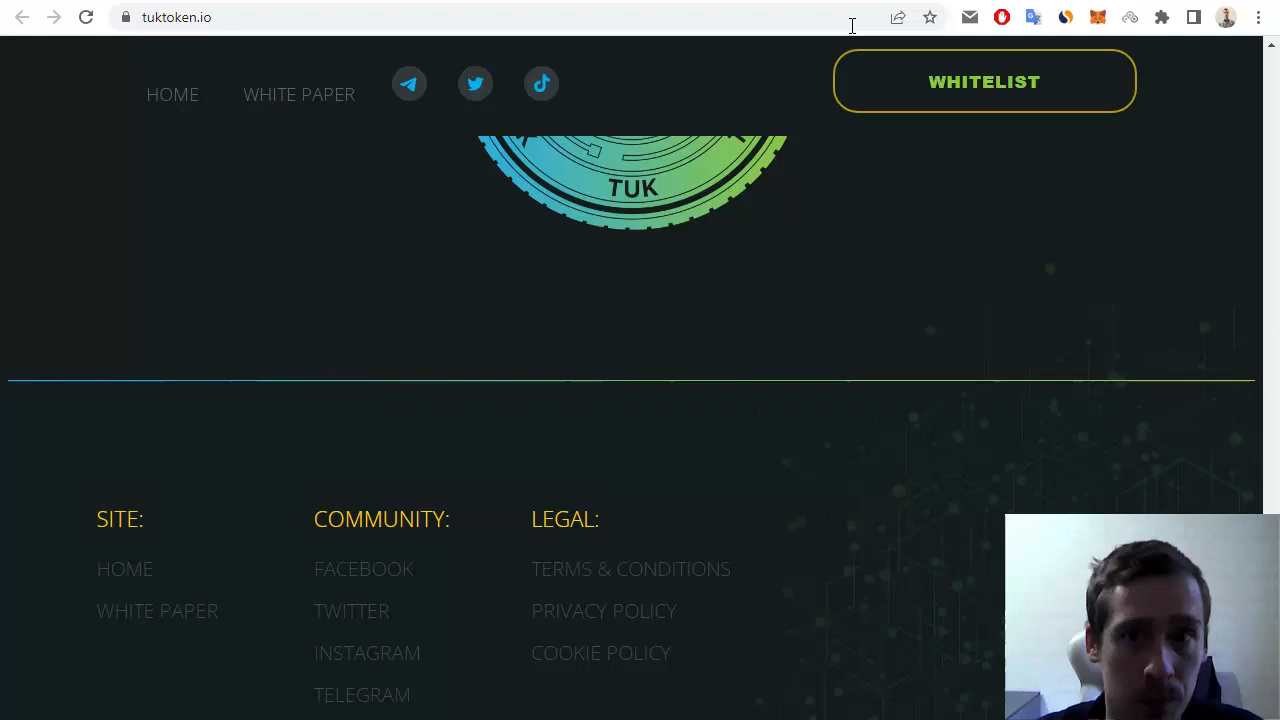 tuktoken.io
HOME WHITE PAPER WHITELIST
TUK
SITE: COMMUNITY: LEGAL:
HOME FACEBOOK TERMS & CONDITIONS
WHITE PAPER TWITTER PRIVACY POLICY
INSTAGRAM COOKIE POLICY
TELEGRAM